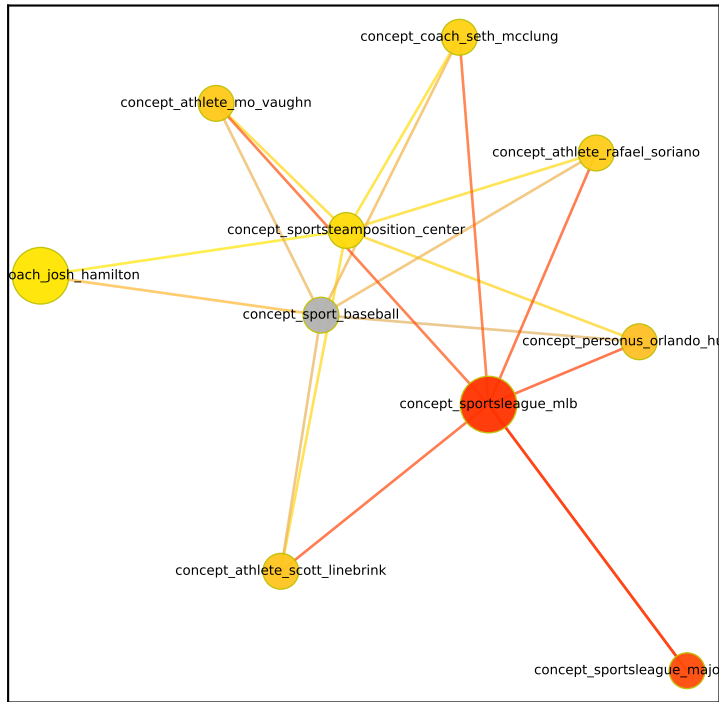 concept_coach_seth_mcclung
concept_athlete_mo_vaughn
concept_athlete_rafael_soriano
concept_sportsteamposition_center
oach_josh_hamilton
concept_sport_baseball
concept_personus_orlando_hu
concept_sportsleague_mlb
concept_athlete_scott_linebrink
concept_sportsleague_majo